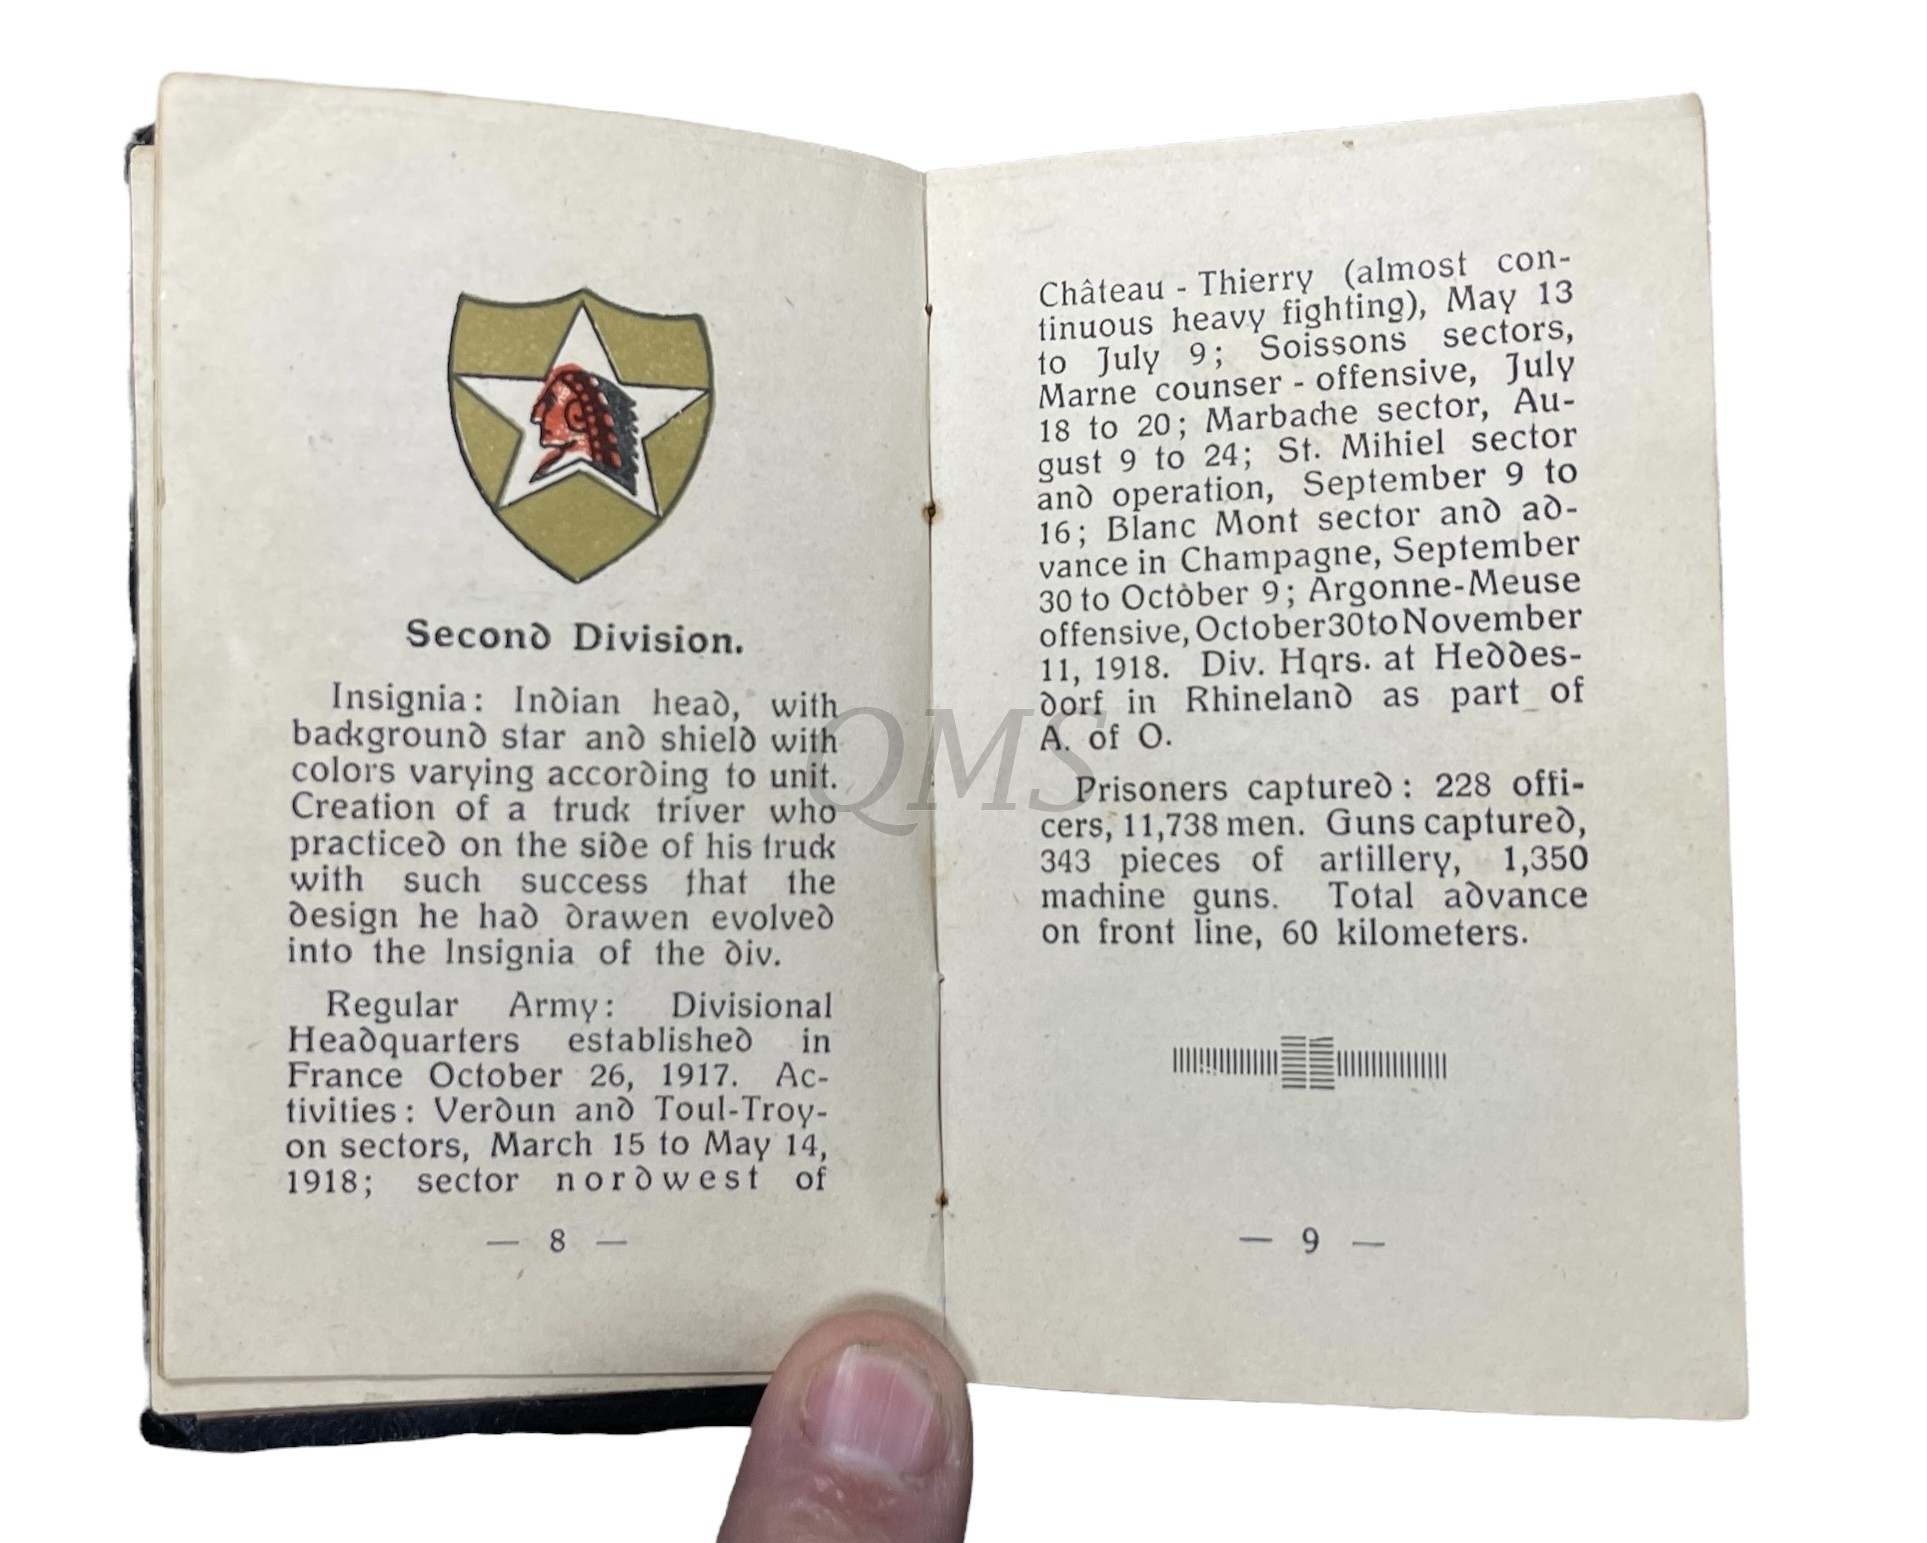 Second Division.
Insignia: Indian head, with
background star and shield with
colors varying according to unit.
Creation of a truck triver who
practiced on the side of his truck
with such success that the
design he had drawen evolved
into the Insignia of the div.
Regular Army: Divisional
Headquarters established in
France October 26, 1917. Ac-
tivities: Verdun and Toul-Troy-
on sectors, March 15 to May 14,
1918; sector nordwest of
— 8 —
Château - Thierry (almost con-
tinuous heavy fighting), May 13
to July 9; Soissons sectors,
Marne counser - offensive, July
18 to 20; Marbache sector, Au-
gust 9 to 24; St. Mihiel sector
and operation, September 9 to
16; Blanc Mont sector and ad-
vance in Champagne, September
30 to October 9; Argonne-Meuse
offensive, October 30 to November
11, 1918. Div. Hqrs. at Heddes-
dorf in Rhineland as part of
A. of O.
Prisoners captured: 228 offi-
cers, 11,738 men. Guns captured,
343 pieces of artillery, 1,350
machine guns. Total advance
on front line, 60 kilometers.
— 9 —
QMS